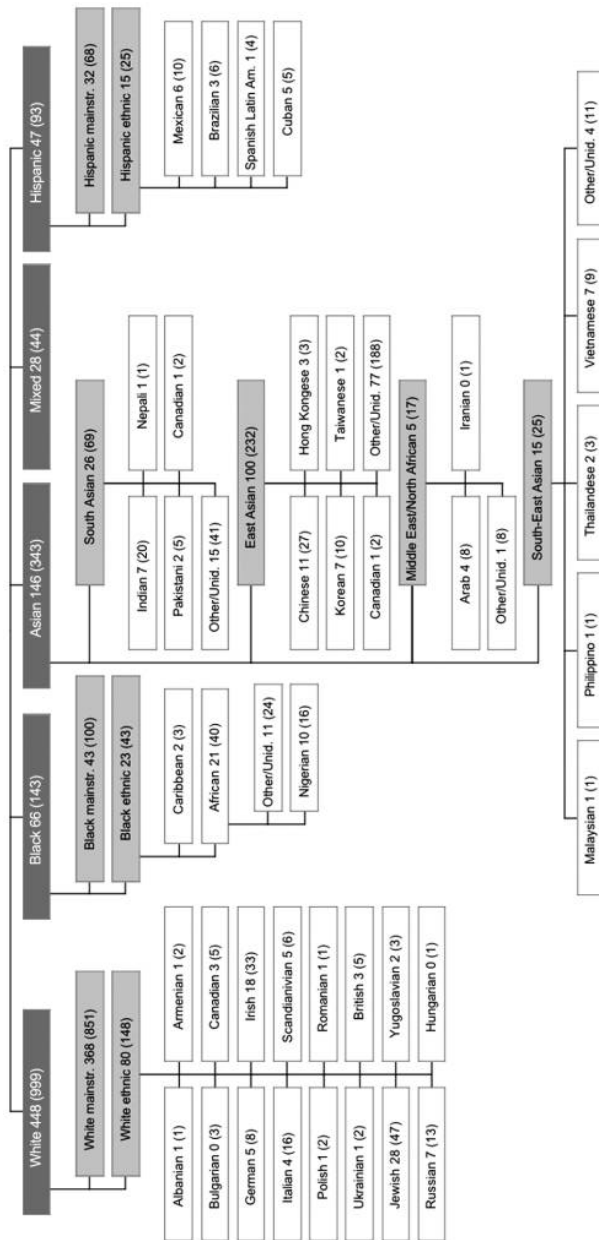 White 448 (999)
White mainstr. 368 (851)
White ethnic 80 (148)
Albanian 1 (1)
Armenian 1 (2)
Bulgarian 0 (3)
Canadian 3 (5)
German 5 (8)
Irish 18 (33)
Italian 4 (16)
Scandianivian 5 (6)
Polish 1 (2)
Romanian 1 (1)
Ukrainian 1 (2)
British 3 (5)
Jewish 28 (47)
Yugoslavian 2 (3)
Russian 7 (13)
Hungarian 0 (1)
Black 66 (143)
Black mainstr. 43 (100)
Black ethnic 23 (43)
Caribbean 2 (3)
African 21 (40)
Other/Unid. 11 (24)
Nigerian 10 (16)
Asian 146 (343)
South Asian 26 (69)
Indian 7 (20)
Nepali 1 (1)
Pakistani 2 (5)
Canadian 1 (2)
Other/Unid. 15 (41)
East Asian 100 (232)
Chinese 11 (27)
Hong Kongese 3 (3)
Korean 7 (10)
Taiwanese 1 (2)
Canadian 1 (2)
Other/Unid. 77 (188)
Middle East/North African 5 (17)
Arab 4 (8)
Iranian 0 (1)
Other/Unid. 1 (8)
South-East Asian 15 (25)
Malaysian 1 (1)
Philippino 1 (1)
Thailandese 2 (3)
Vietnamese 7 (9)
Other/Unid. 4 (11)
Mixed 28 (44)
Hispanic 47 (93)
Hispanic mainstr. 32 (68)
Hispanic ethnic 15 (25)
Mexican 6 (10)
Brazilian 3 (6)
Spanish Latin Am. 1 (4)
Cuban 5 (5)